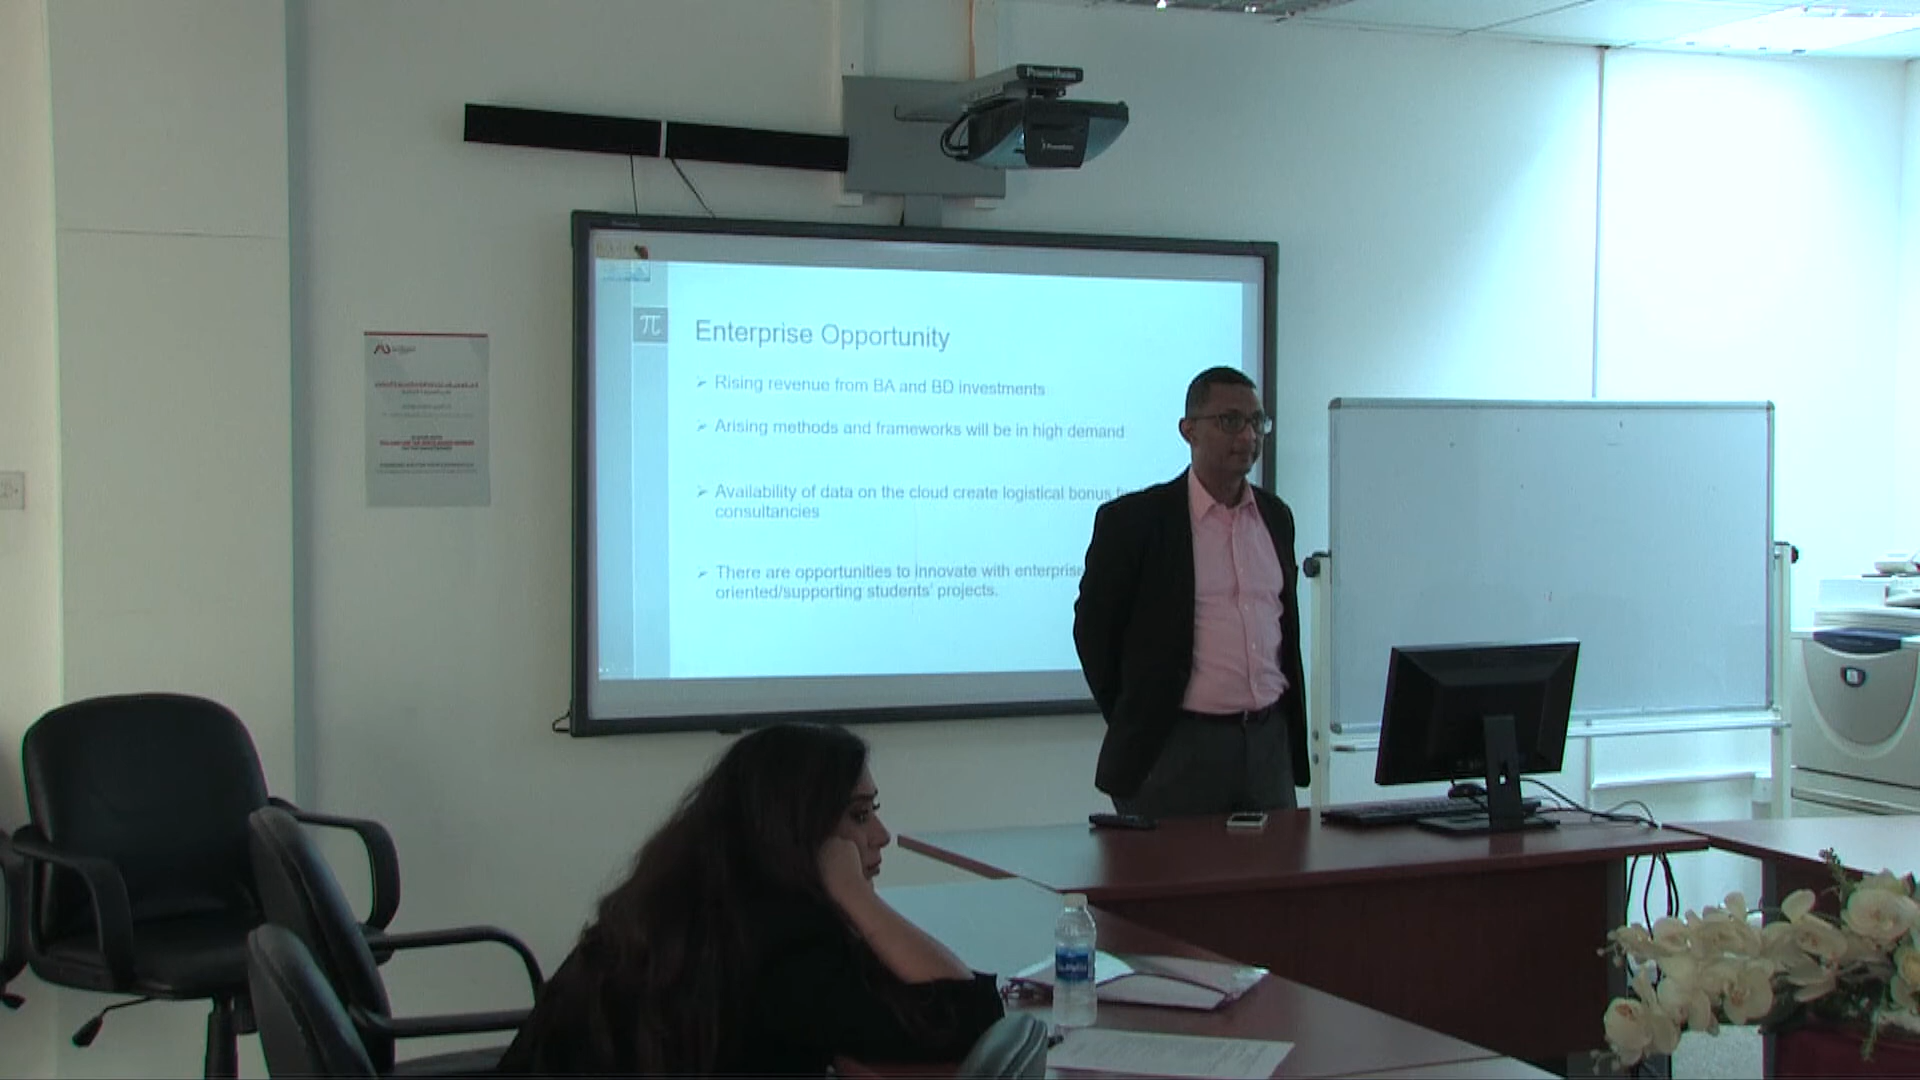 Promethean
π
Enterprise Opportunity
➢ Rising revenue from BA and BD investments
➢ Arising methods and frameworks will be in high demand
➢ Availability of data on the cloud create logistical bonus
consultancies
➢ There are opportunities to innovate with enterprise
oriented/supporting students' projects.